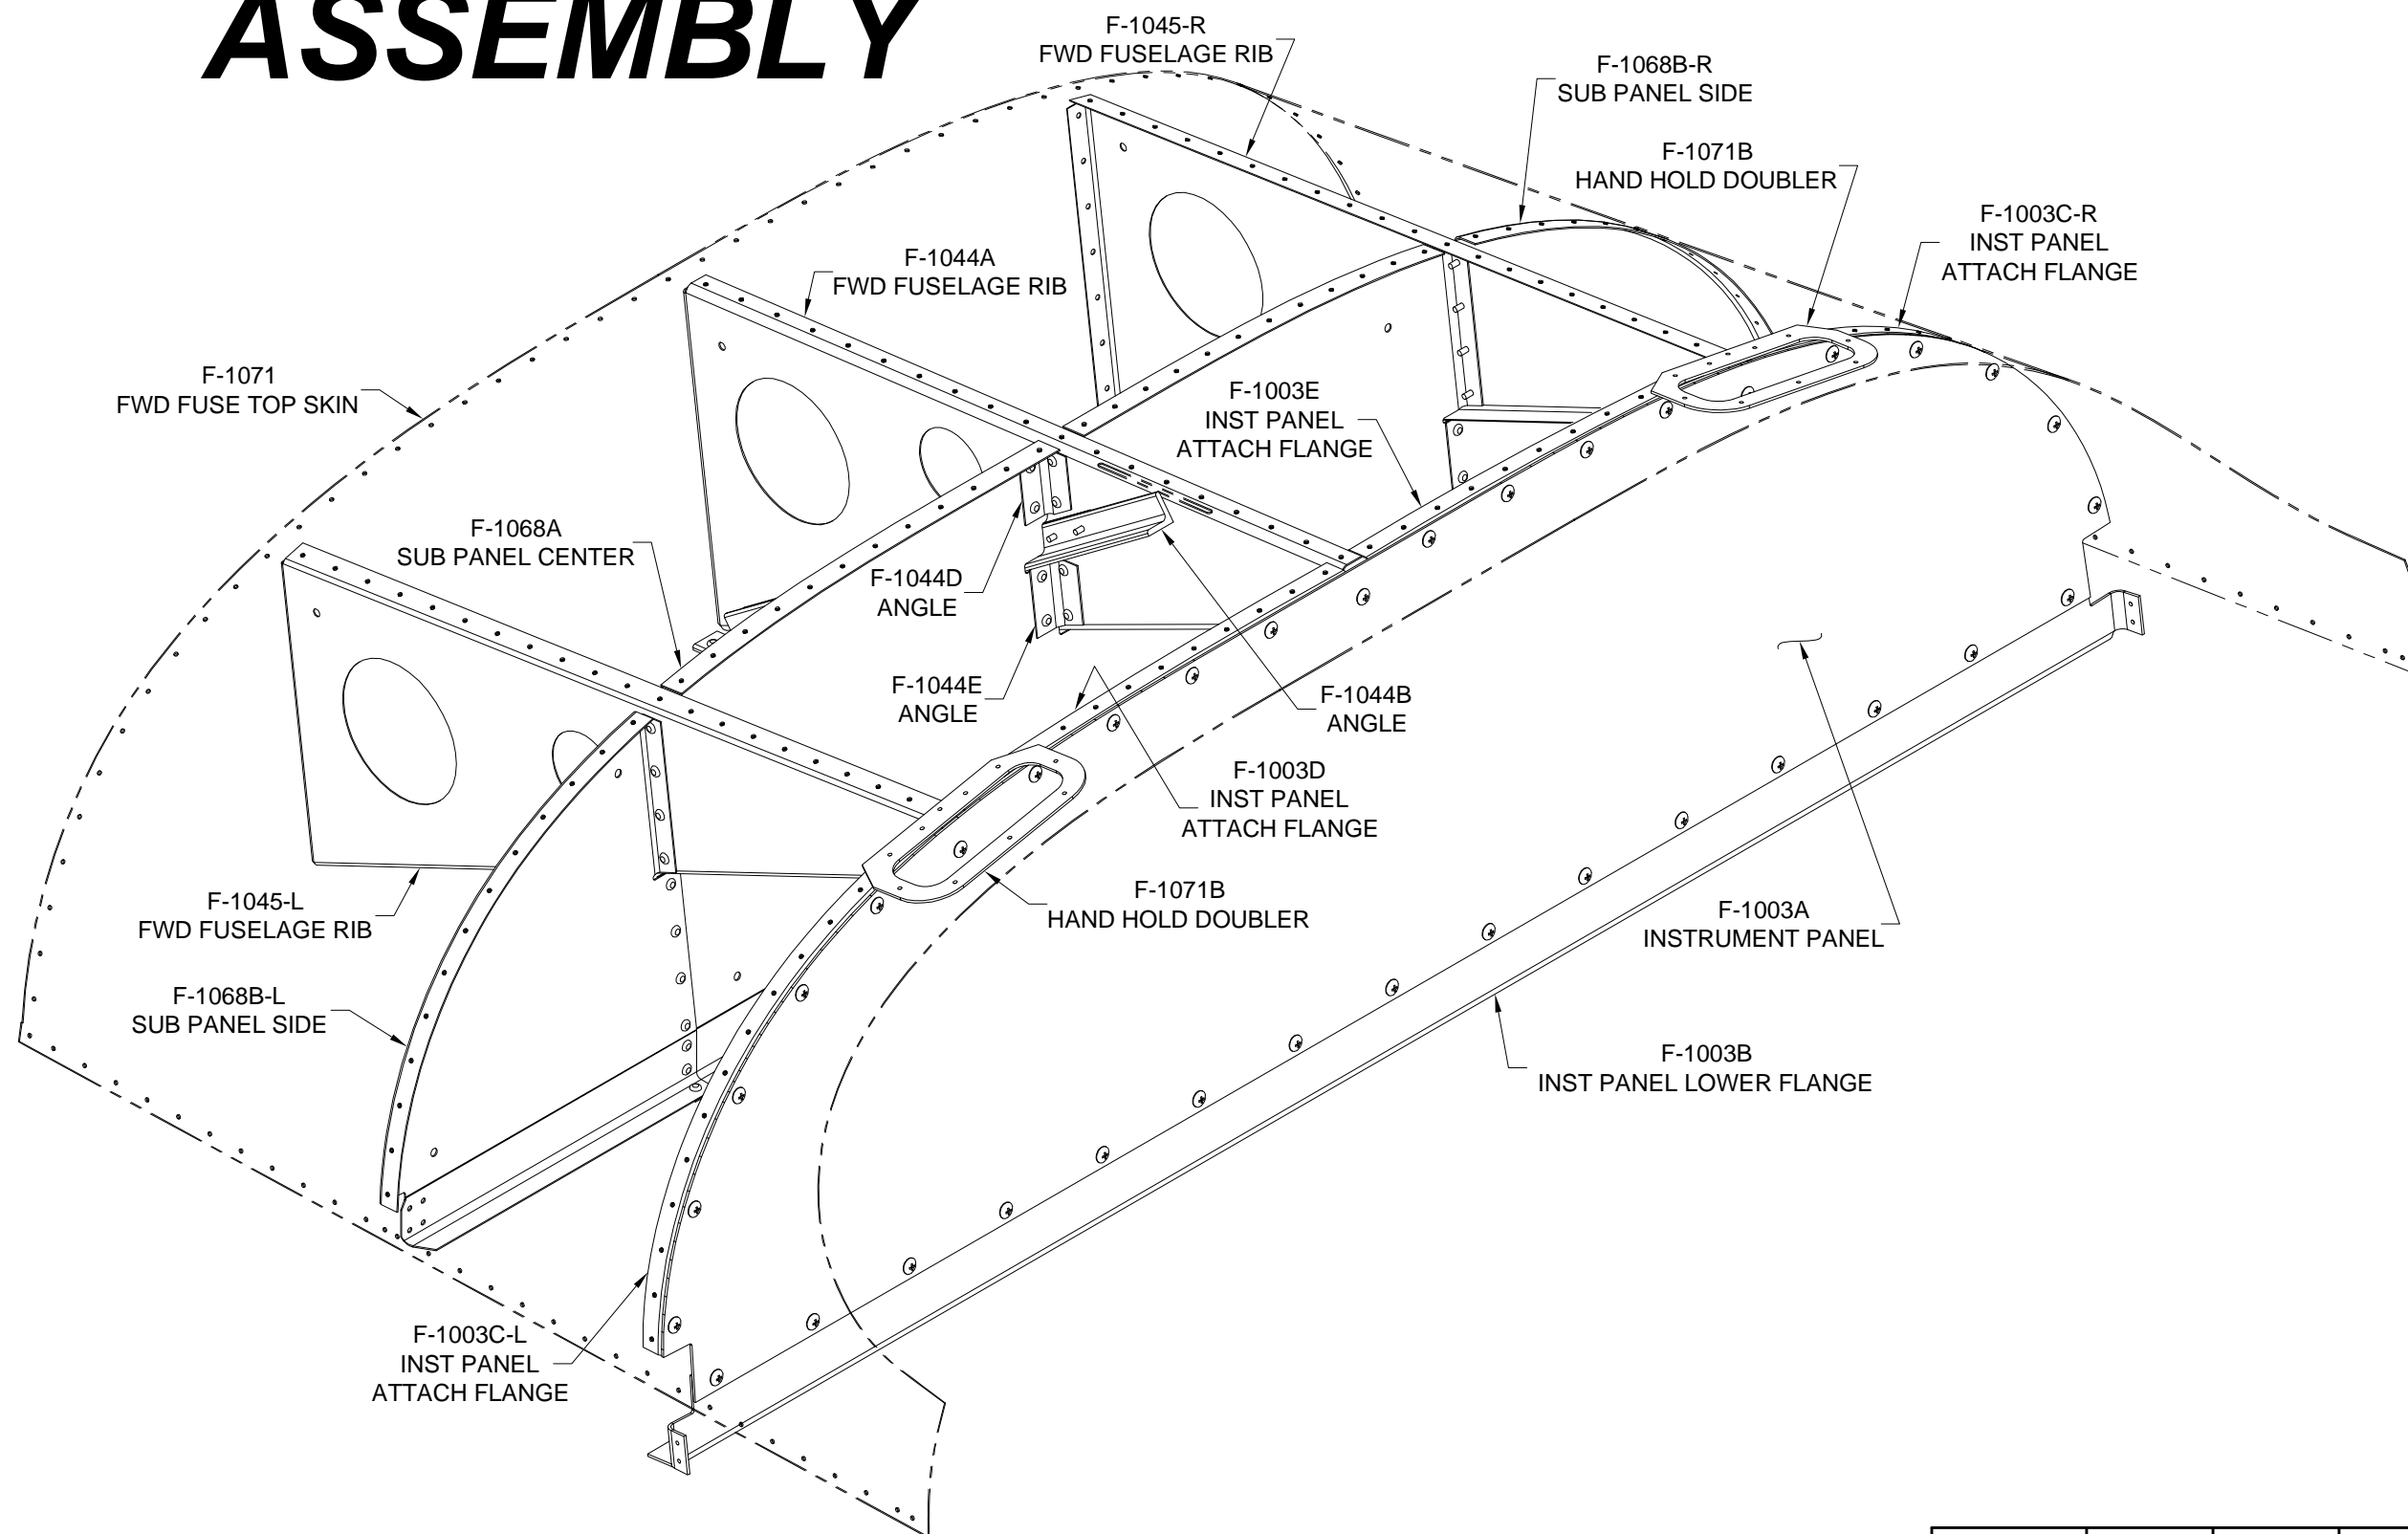 ASSEMBLY
F-1045-R
FWD FUSELAGE RIB
F-1068B-R
SUB PANEL SIDE
F-1071B
HAND HOLD DOUBLER
F-1003C-R
INST PANEL
ATTACH FLANGE
F-1044A
FWD FUSELAGE RIB
F-1071
FWD FUSE TOP SKIN
F-1003E
INST PANEL
ATTACH FLANGE
F-1068A
SUB PANEL CENTER
F-1044D
ANGLE
F-1044E
ANGLE
F-1044B
ANGLE
F-1003D
INST PANEL
ATTACH FLANGE
F-1071B
HAND HOLD DOUBLER
F-1045-L
FWD FUSELAGE RIB
F-1003A
INSTRUMENT PANEL
F-1068B-L
SUB PANEL SIDE
F-1003B
INST PANEL LOWER FLANGE
F-1003C-L
INST PANEL
ATTACH FLANGE